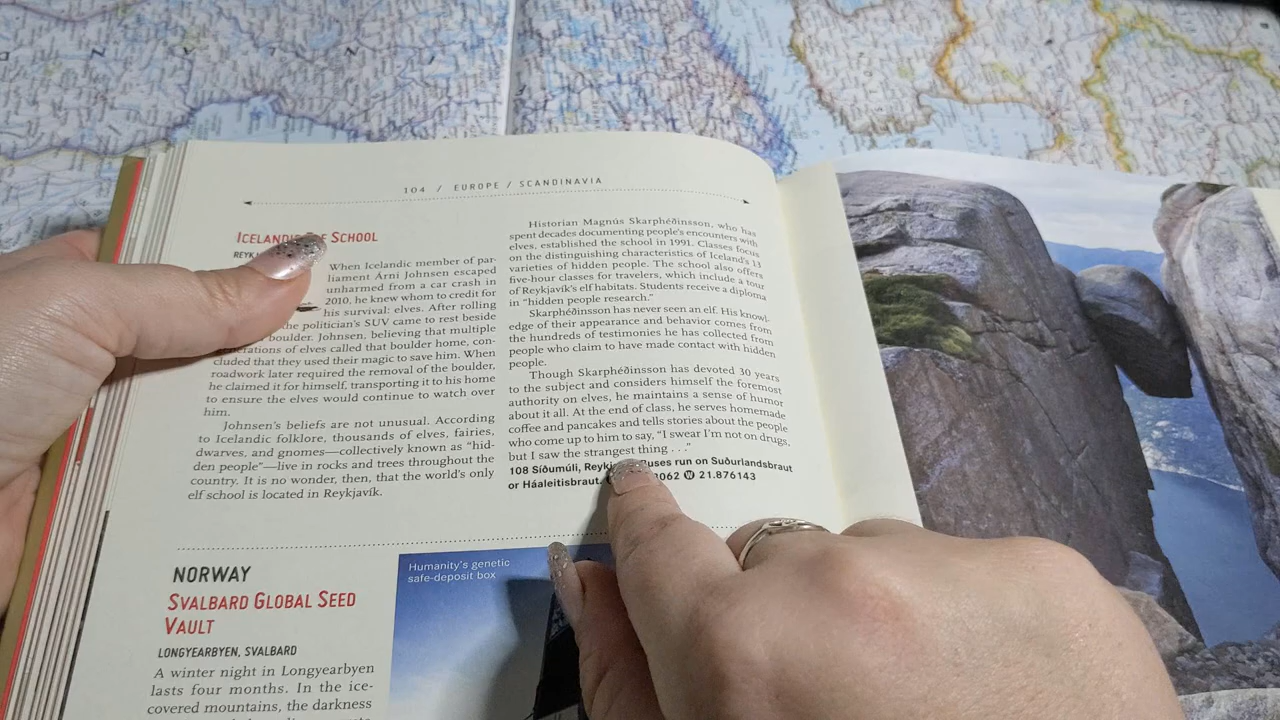 104 / EUROPE / SCANDINAVIA
ICELANDIC SCHOOL
When Icelandic member of par-
liament Árni Johnsen escaped
unharmed from a car crash in
2010, he knew whom to credit for
his survival: elves. After rolling
the politician's SUV came to rest beside
boulder. Johnsen, believing that multiple
generations of elves called that boulder home, con-
cluded that they used their magic to save him. When
roadwork later required the removal of the boulder,
he claimed it for himself, transporting it to his home
to ensure the elves would continue to watch over
him.
Johnsen's beliefs are not unusual. According
to Icelandic folklore, thousands of elves, fairies,
dwarves, and gnomes—collectively known as “hid-
den people”—live in rocks and trees throughout the
country. It is no wonder, then, that the world's only
elf school is located in Reykjavík.
Historian Magnús Skarphéðinsson, who has
spent decades documenting people's encounters with
elves, established the school in 1991. Classes focus
on the distinguishing characteristics of Iceland's 13
varieties of hidden people. The school also offers
five-hour classes for travelers, which include a tour
of Reykjavík's elf habitats. Students receive a diploma
in “hidden people research.”
Skarphéðinsson has never seen an elf. His knowl-
edge of their appearance and behavior comes from
the hundreds of testimonies he has collected from
people who claim to have made contact with hidden
people.
Though Skarphéðinsson has devoted 30 years
to the subject and considers himself the foremost
authority on elves, he maintains a sense of humor
about it all. At the end of class, he serves homemade
coffee and pancakes and tells stories about the people
who come up to him to say, “I swear I'm not on drugs,
but I saw the strangest thing . . .”
108 Síðumúli, Buses run on Suðurlandsbraut
or Háaleitisbraut. 21.876143
NORWAY
SVALBARD GLOBAL SEED
VAULT
LONGYEARBYEN, SVALBARD
A winter night in Longyearbyen
lasts four months. In the ice-
covered mountains, the darkness
Humanity's genetic
safe-deposit box